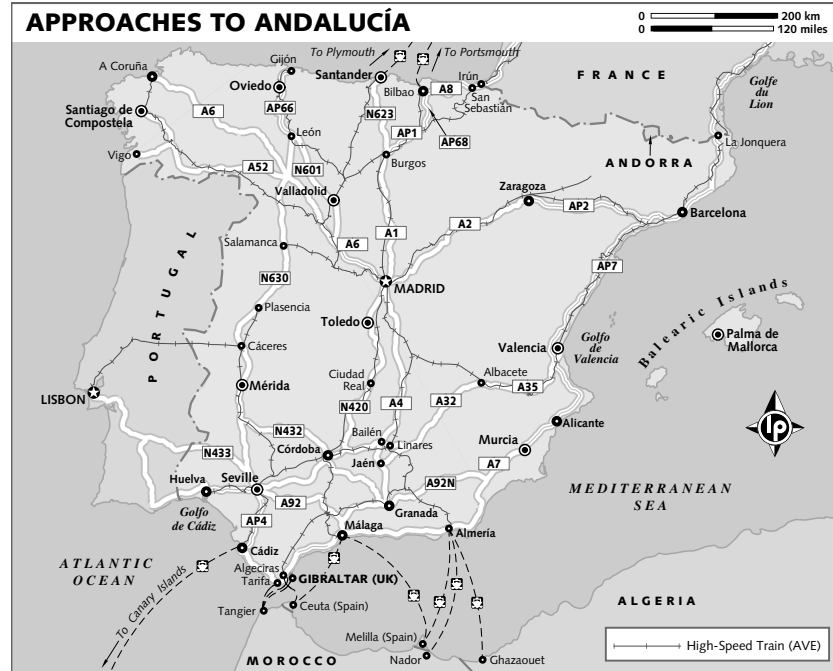 APPROACHES TO ANDALUCÍA
0 200 km
0 120 miles
To Plymouth
To Portsmouth
A Coruña
Gijón
Santander
Irún
FRANCE
Golfe
du
Lion
Oviedo
Bilbao
A8
San
Sebastián
Santiago de
Compostela
A6
AP66
N623
AP1
AP68
León
La Jonquera
Vigo
A52
N601
Burgos
ANDORRA
Valladolid
Zaragoza
AP2
Barcelona
A1
A2
A6
Salamanca
AP7
N630
MADRID
PORTUGAL
Plasencia
Balearic Islands
Toledo
Golfo
de
Valencia
Palma de
Mallorca
Cáceres
Valencia
Mérida
Ciudad
Real
Albacete
A35
LISBON
A32
N420
A4
N432
Bailén
Linares
Alicante
lp
N433
Córdoba
Jaén
Murcia
A7
Huelva
Seville
A92N
A92
MEDITERRANEAN
SEA
Golfo
de Cádiz
AP4
Granada
Málaga
Almería
Cádiz
ATLANTIC
OCEAN
Algeciras
Tarifa
GIBRALTAR (UK)
To Canary Islands
Tangier
Ceuta (Spain)
ALGERIA
Melilla (Spain)
High-Speed Train (AVE)
MOROCCO
Nador
Ghazaouet